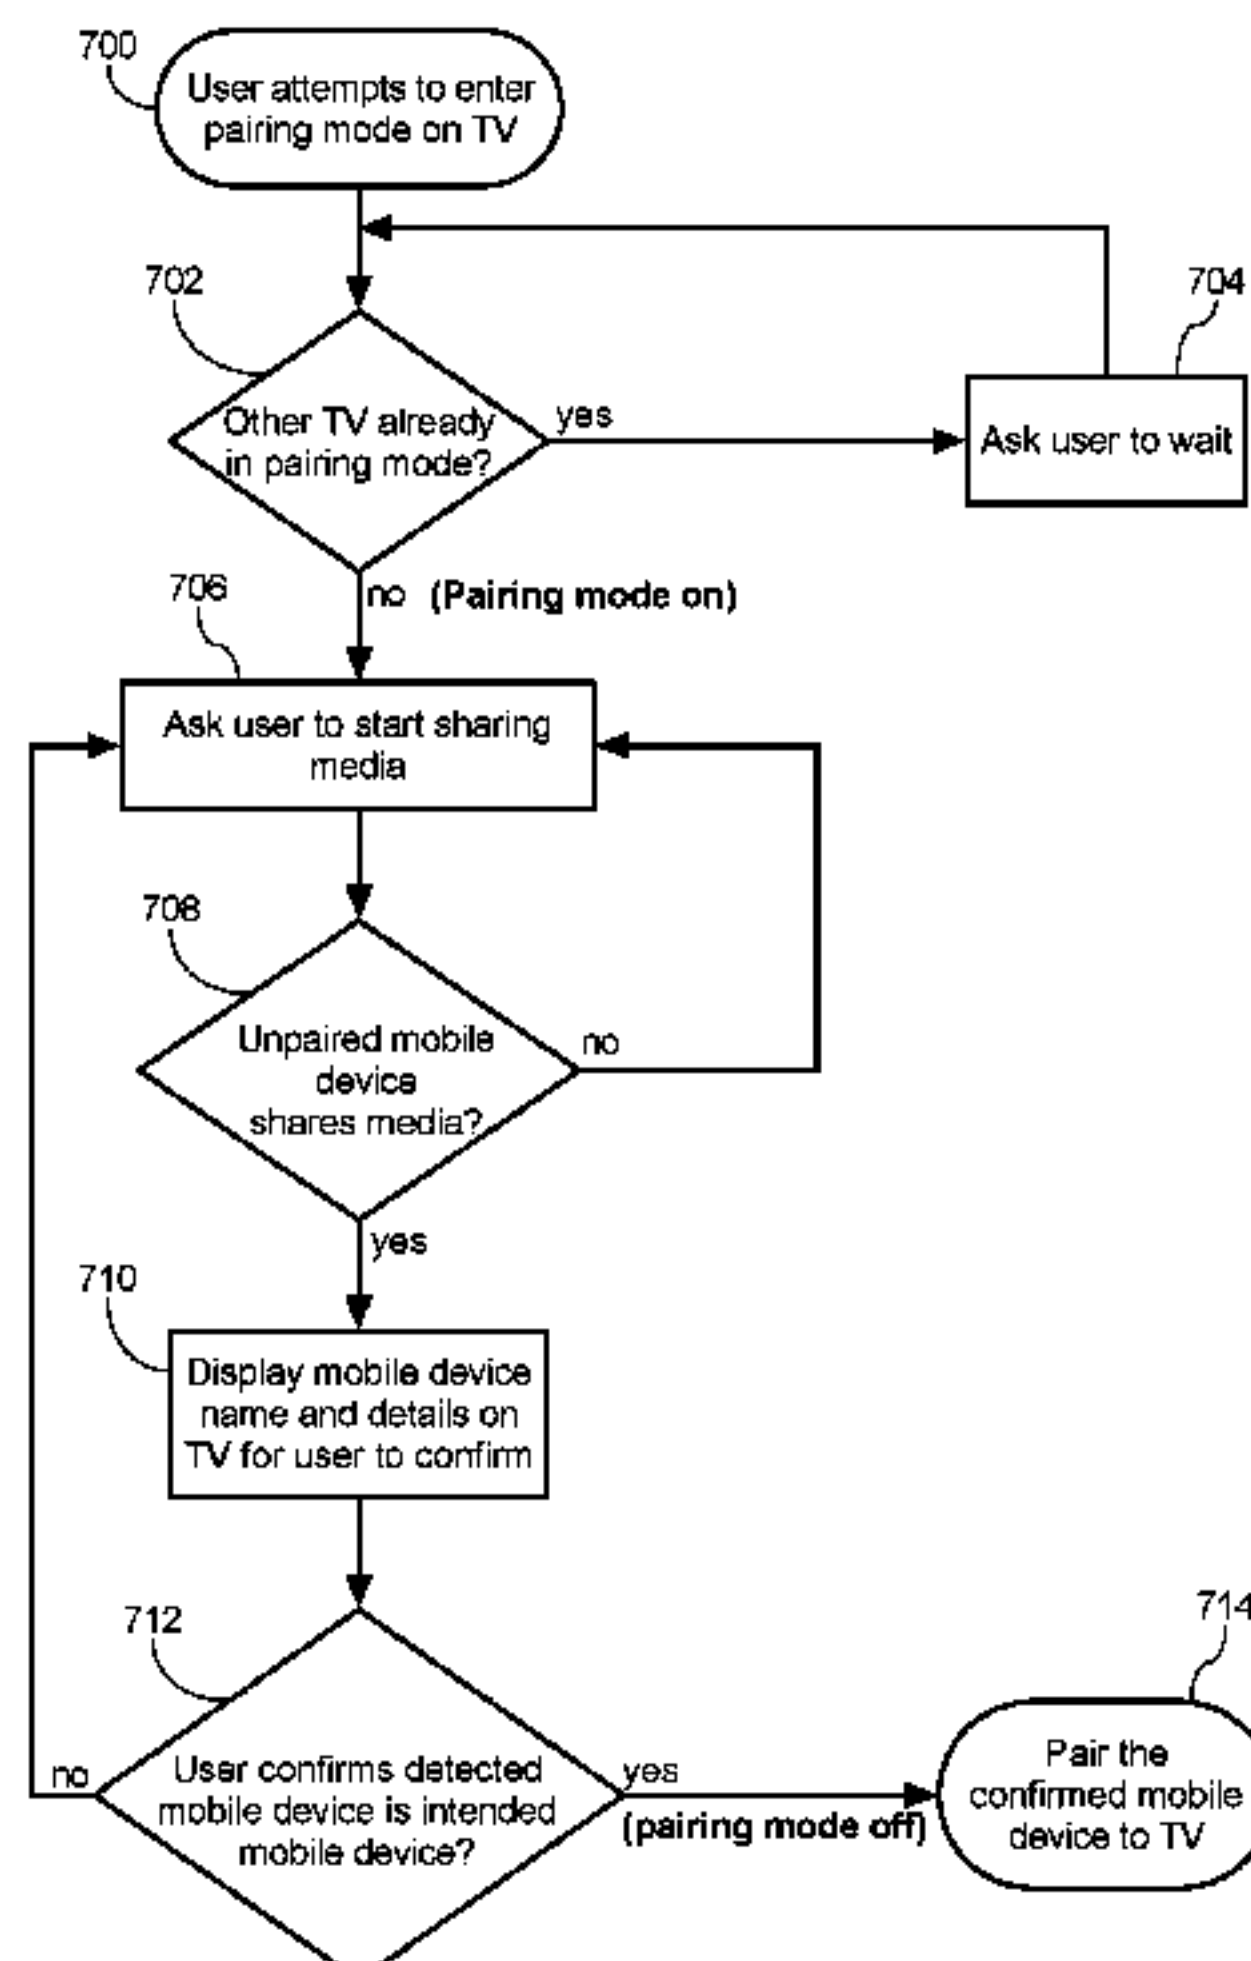 700
User attempts to enter
pairing mode on TV
702
704
Other TV already
in pairing mode?
yes
Ask user to wait
no (Pairing mode on)
706
Ask user to start sharing
media
708
Unpaired mobile
device
shares media?
no
yes
710
Display mobile device
name and details on
TV for user to confirm
712
714
User confirms detected
mobile device is intended
mobile device?
no
yes
(pairing mode off)
Pair the
confirmed mobile
device to TV